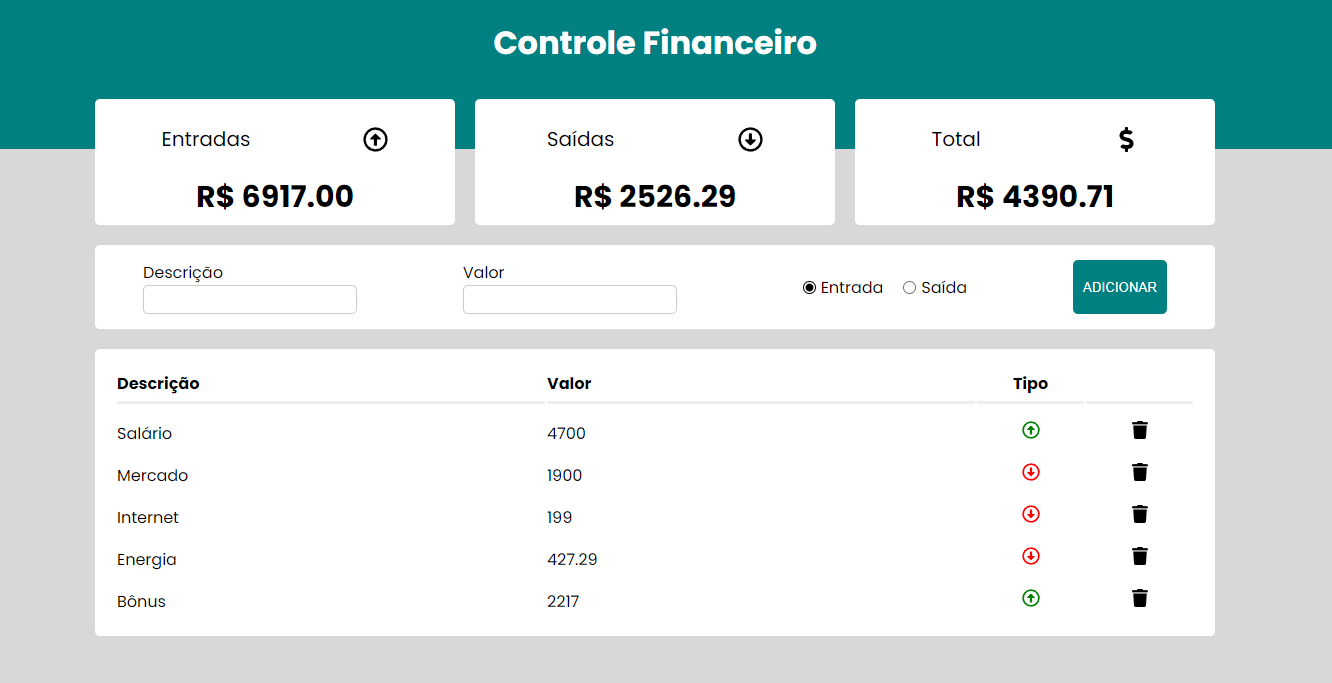 Controle Financeiro
Entradas
R$ 6917.00
Saídas
R$ 2526.29
Total
$
R$ 4390.71
Descrição
Valor
Entrada Saída
ADICIONAR
Descrição Valor Tipo
Salário 4700
Mercado 1900
Internet 199
Energia 427.29
Bônus 2217